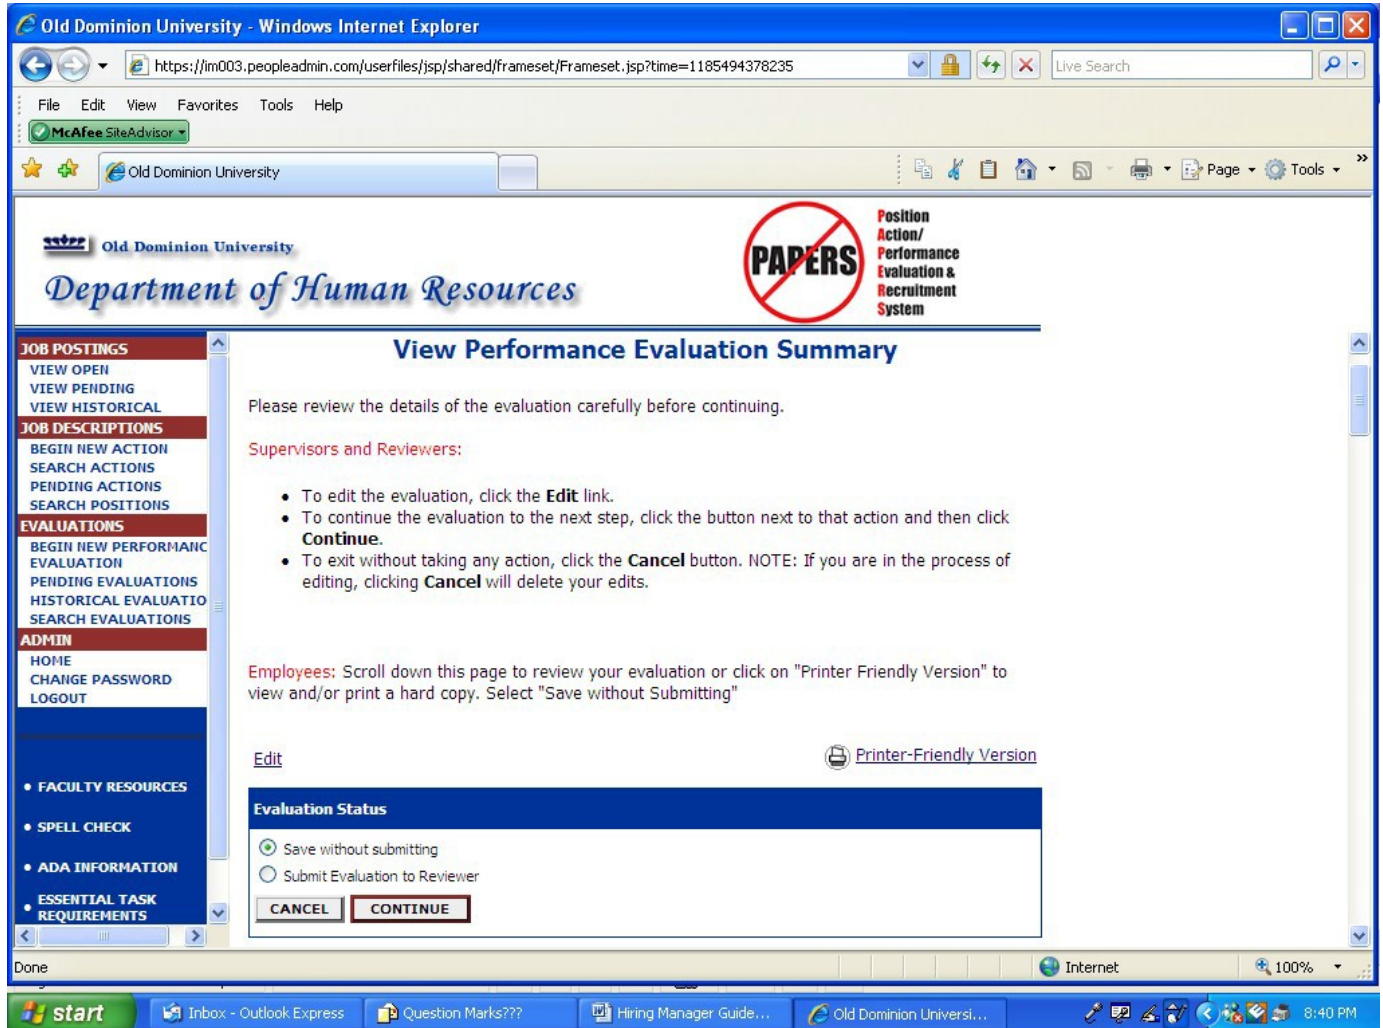 Old Dominion University - Windows Internet Explorer
https://im003.peopleadmin.com/userfiles/jsp/shared/frameset/Frameset.jsp?time=1185494378235
Live Search
File Edit View Favorites Tools Help
McAfee SiteAdvisor
Old Dominion University
Page Tools »
Old Dominion University
Department of Human Resources
PAPERS
Position
Action/
Performance
Evaluation &
Recruitment
System
JOB POSTINGS
VIEW OPEN
VIEW PENDING
VIEW HISTORICAL
JOB DESCRIPTIONS
BEGIN NEW ACTION
SEARCH ACTIONS
PENDING ACTIONS
SEARCH POSITIONS
EVALUATIONS
BEGIN NEW PERFORMANC
EVALUATION
PENDING EVALUATIONS
HISTORICAL EVALUATIO
SEARCH EVALUATIONS
ADMIN
HOME
CHANGE PASSWORD
LOGOUT
• FACULTY RESOURCES
• SPELL CHECK
• ADA INFORMATION
• ESSENTIAL TASK
REQUIREMENTS
View Performance Evaluation Summary
Please review the details of the evaluation carefully before continuing.
Supervisors and Reviewers:
• To edit the evaluation, click the Edit link.
• To continue the evaluation to the next step, click the button next to that action and then click
Continue.
• To exit without taking any action, click the Cancel button. NOTE: If you are in the process of
editing, clicking Cancel will delete your edits.
Employees: Scroll down this page to review your evaluation or click on "Printer Friendly Version" to
view and/or print a hard copy. Select "Save without Submitting"
Edit
Printer-Friendly Version
Evaluation Status
Save without submitting
Submit Evaluation to Reviewer
CANCEL CONTINUE
Done
Internet
100%
start
Inbox - Outlook Express
Question Marks???
Hiring Manager Guide...
Old Dominion Universi...
8:40 PM